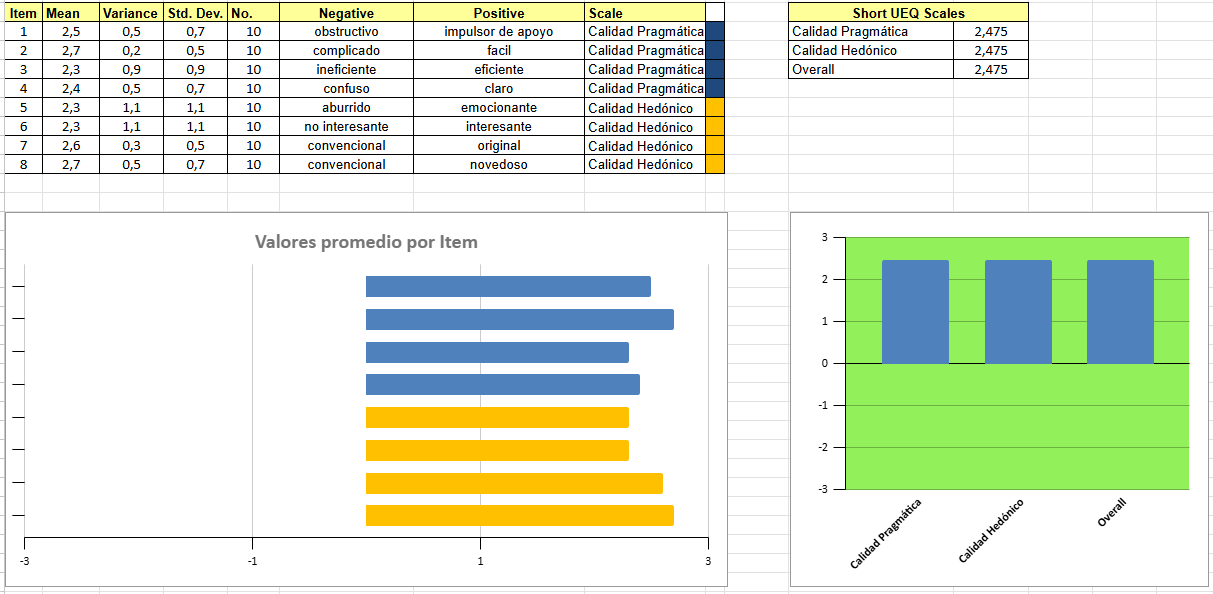 Item Mean Variance Std. Dev. No. Negative Positive Scale
1 2,5 0,5 0,7 10 obstructivo impulsor de apoyo Calidad Pragmática
2 2,7 0,2 0,5 10 complicado facil Calidad Pragmática
3 2,3 0,9 0,9 10 ineficiente eficiente Calidad Pragmática
4 2,4 0,5 0,7 10 confuso claro Calidad Pragmática
5 2,3 1,1 1,1 10 aburrido emocionante Calidad Hedónico
6 2,3 1,1 1,1 10 no interesante interesante Calidad Hedónico
7 2,6 0,3 0,5 10 convencional original Calidad Hedónico
8 2,7 0,5 0,7 10 convencional novedoso Calidad Hedónico
Short UEQ Scales
Calidad Pragmática 2,475
Calidad Hedónico 2,475
Overall 2,475
Valores promedio por Item
-3 -1 1 3
3
2
1
0
-1
-2
-3
Calidad Pragmática
Calidad Hedónico
Overall